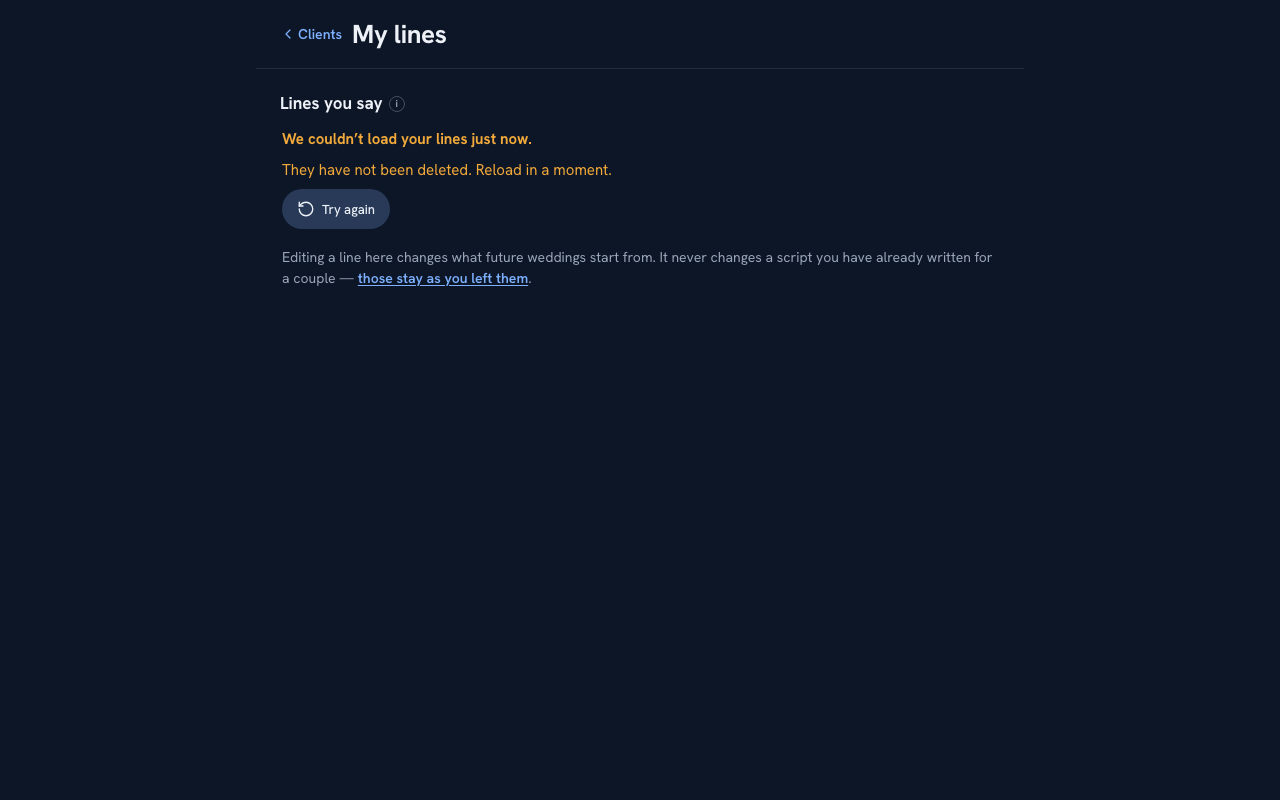 Clients My lines
Lines you say i
We couldn’t load your lines just now.
They have not been deleted. Reload in a moment.
Try again
Editing a line here changes what future weddings start from. It never changes a script you have already written for
a couple — those stay as you left them.